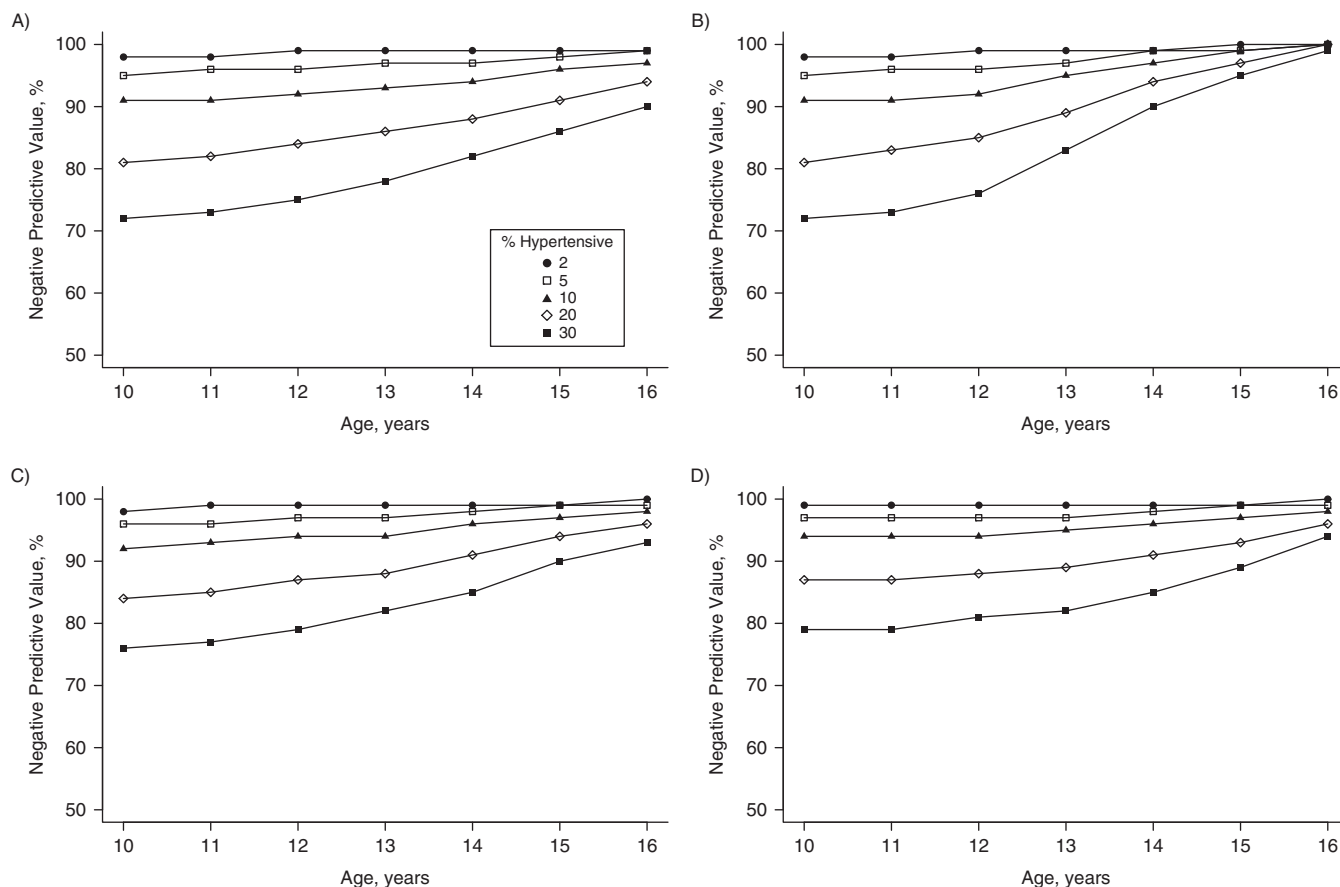 A)
100
90
80
70
60
50
Negative Predictive Value, %
10 11 12 13 14 15 16
Age, years
% Hypertensive
2
5
10
20
30
B)
100
90
80
70
60
50
Negative Predictive Value, %
10 11 12 13 14 15 16
Age, years
C)
100
90
80
70
60
50
Negative Predictive Value, %
10 11 12 13 14 15 16
Age, years
D)
100
90
80
70
60
50
Negative Predictive Value, %
10 11 12 13 14 15 16
Age, years